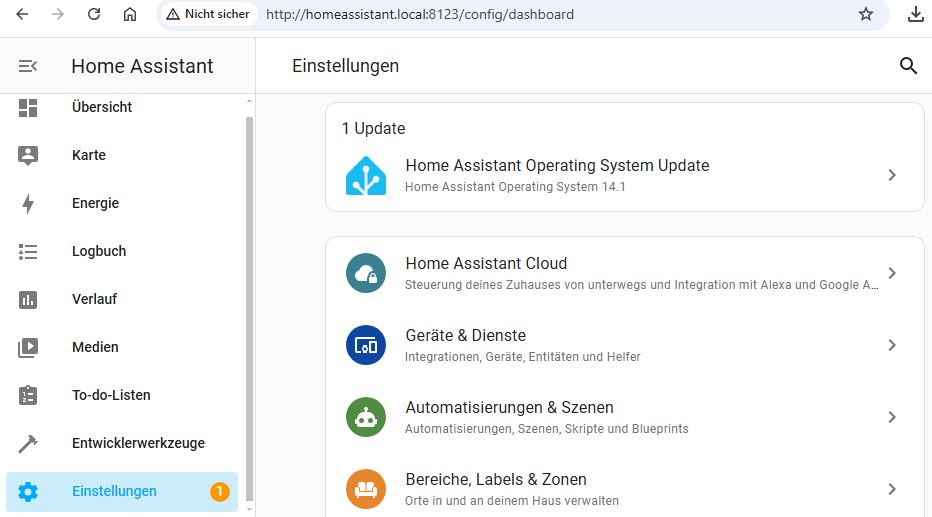 Nicht sicher
http://homeassistant.local:8123/config/dashboard
Home Assistant
Einstellungen
Übersicht
Karte
Energie
Logbuch
Verlauf
Medien
To-do-Listen
Entwicklerwerkzeuge
Einstellungen 1
1 Update
Home Assistant Operating System Update
Home Assistant Operating System 14.1
Home Assistant Cloud
Steuerung deines Zuhauses von unterwegs und Integration mit Alexa und Google A...
Geräte & Dienste
Integrationen, Geräte, Entitäten und Helfer
Automatisierungen & Szenen
Automatisierungen, Szenen, Skripte und Blueprints
Bereiche, Labels & Zonen
Orte in und an deinem Haus verwalten